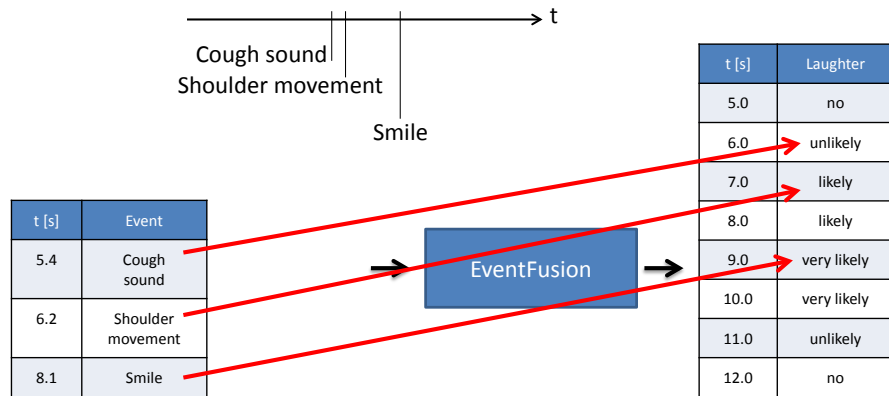 t
Cough sound
Shoulder movement
Smile
t [s] Event
5.4 Cough
sound
6.2 Shoulder
movement
8.1 Smile
EventFusion
t [s] Laughter
5.0 no
6.0 unlikely
7.0 likely
8.0 likely
9.0 very likely
10.0 very likely
11.0 unlikely
12.0 no